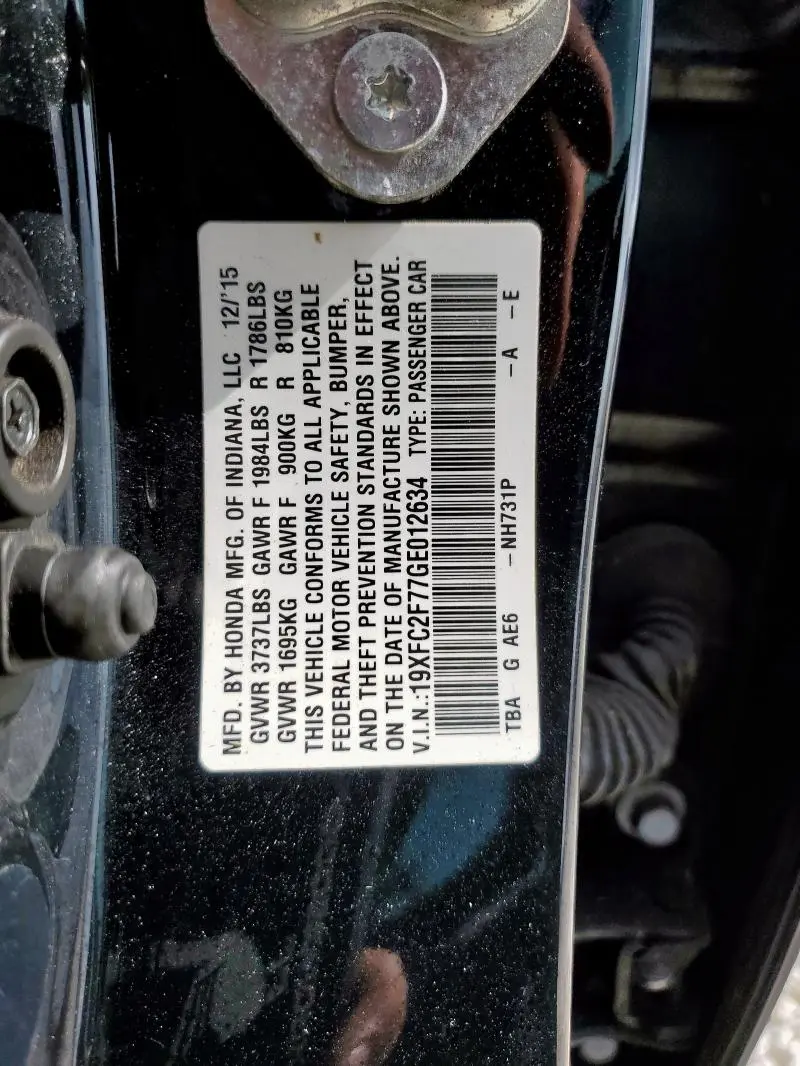 MFD. BY HONDA MFG. OF INDIANA, LLC 12/'15
GVWR 3737LBS GAWR F 1984LBS R 1786LBS
GVWR 1695KG GAWR F 900KG R 810KG
THIS VEHICLE CONFORMS TO ALL APPLICABLE
FEDERAL MOTOR VEHICLE SAFETY, BUMPER,
AND THEFT PREVENTION STANDARDS IN EFFECT
ON THE DATE OF MANUFACTURE SHOWN ABOVE.
V.I.N.:19XFC2F77GE012634 TYPE: PASSENGER CAR
TBA G AE6 -NH731P -A -E